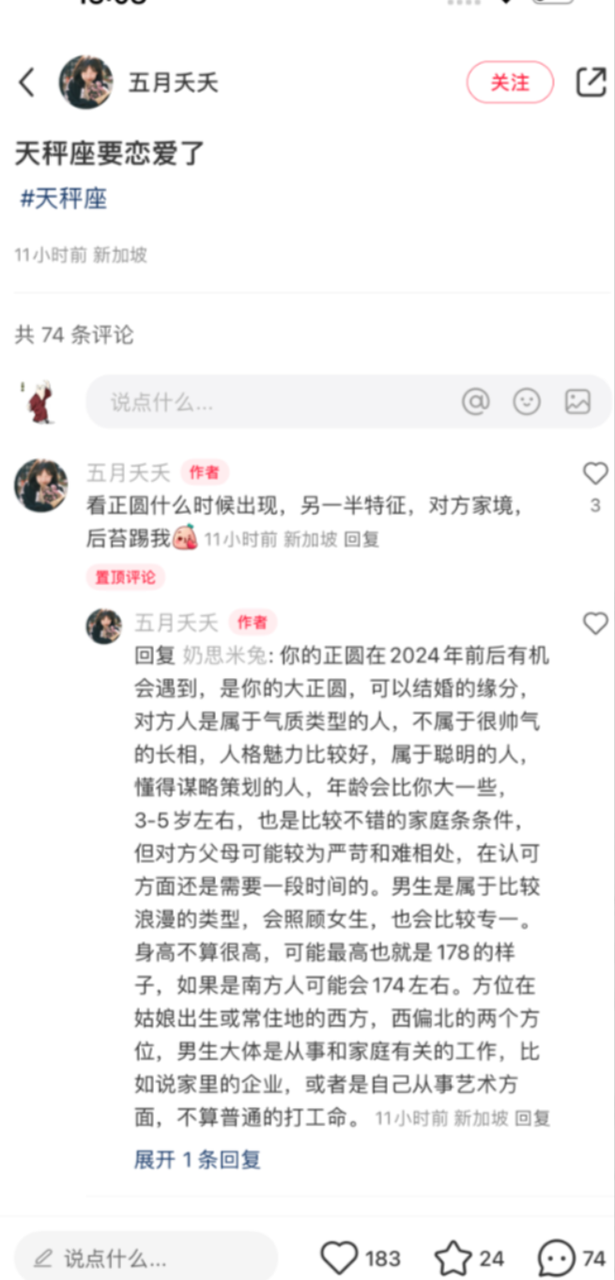 五月夭夭
关注
天秤座要恋爱了
#天秤座
11小时前 新加坡
共 74 条评论
说点什么...
五月夭夭 作者
看正圆什么时候出现，另一半特征，对方家境，
3
后苔踢我 11小时前 新加坡 回复
置顶评论
五月夭夭 作者
回复 奶思米兔: 你的正圆在2024年前后有机
会遇到，是你的大正圆，可以结婚的缘分，
对方人是属于气质类型的人，不属于很帅气
的长相，人格魅力比较好，属于聪明的人，
懂得谋略策划的人，年龄会比你大一些，
3-5岁左右，也是比较不错的家庭条条件，
但对方父母可能较为严苛和难相处，在认可
方面还是需要一段时间的。男生是属于比较
浪漫的类型，会照顾女生，也会比较专一。
身高不算很高，可能最高也就是178的样
子，如果是南方人可能会174左右。方位在
姑娘出生或常住地的西方，西偏北的两个方
位，男生大体是从事和家庭有关的工作，比
如说家里的企业，或者是自己从事艺术方
面，不算普通的打工命。 11小时前 新加坡 回复
展开 1 条回复
说点什么...
183
24
74